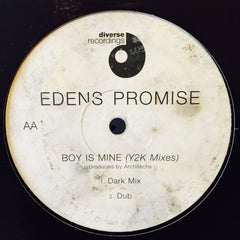 diverse
recordings
EDENS PROMISE
AA
BOY IS MINE (Y2K Mixes)
produced by Architechs
1. Dark Mix
2. Dub